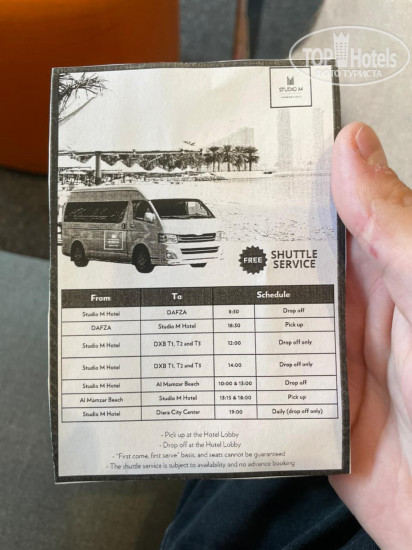 TOPHotels
ФОТО ТУРИСТА
STUDIO M
FREE
SHUTTLE
SERVICE
From To Schedule
Studio M Hotel DAFZA 8:30 Drop off
DAFZA Studio M Hotel 18:30 Pick up
Studio M Hotel DXB T1, T2 and T3 12:00 Drop off only
Studio M Hotel DXB T1, T2 and T3 14:00 Drop off only
Studio M Hotel Al Mamzar Beach 10:00 & 13:00 Drop off
Al Mamzar Beach Studio M Hotel 13:15 & 18:00 Pick up
Studio M Hotel Diera City Center 19:00 Daily (drop off only)
- Pick up at the Hotel Lobby
- Drop off at the Hotel Lobby
- "First come, first serve" basis, and seats cannot be guaranteed
- The shuttle service is subject to availability and no advance booking